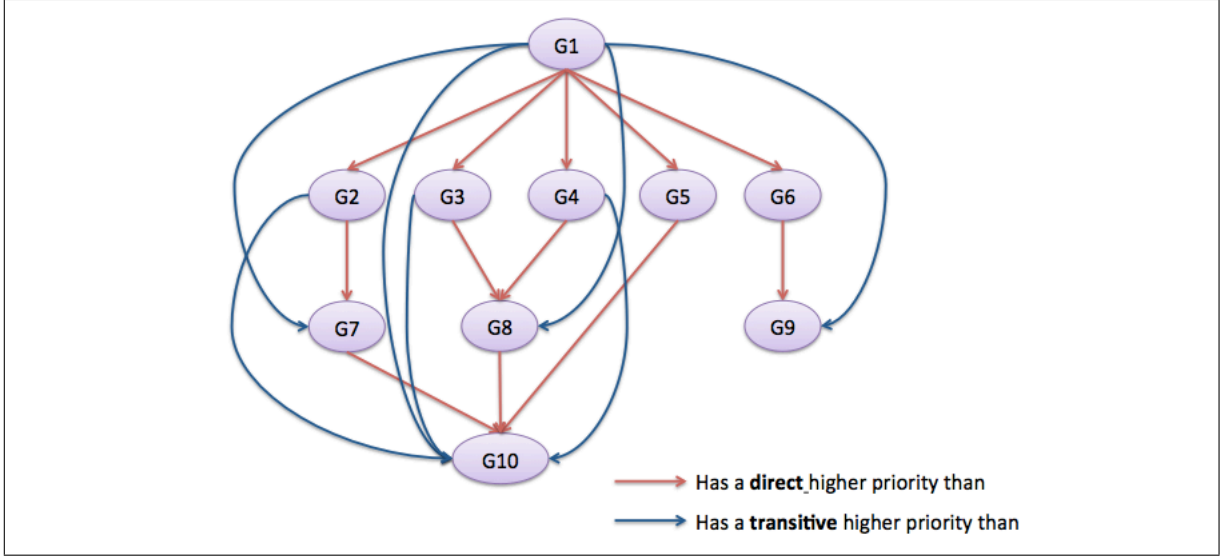 G1
G2
G3
G4
G5
G6
G7
G8
G9
G10
Has a direct higher priority than
Has a transitive higher priority than